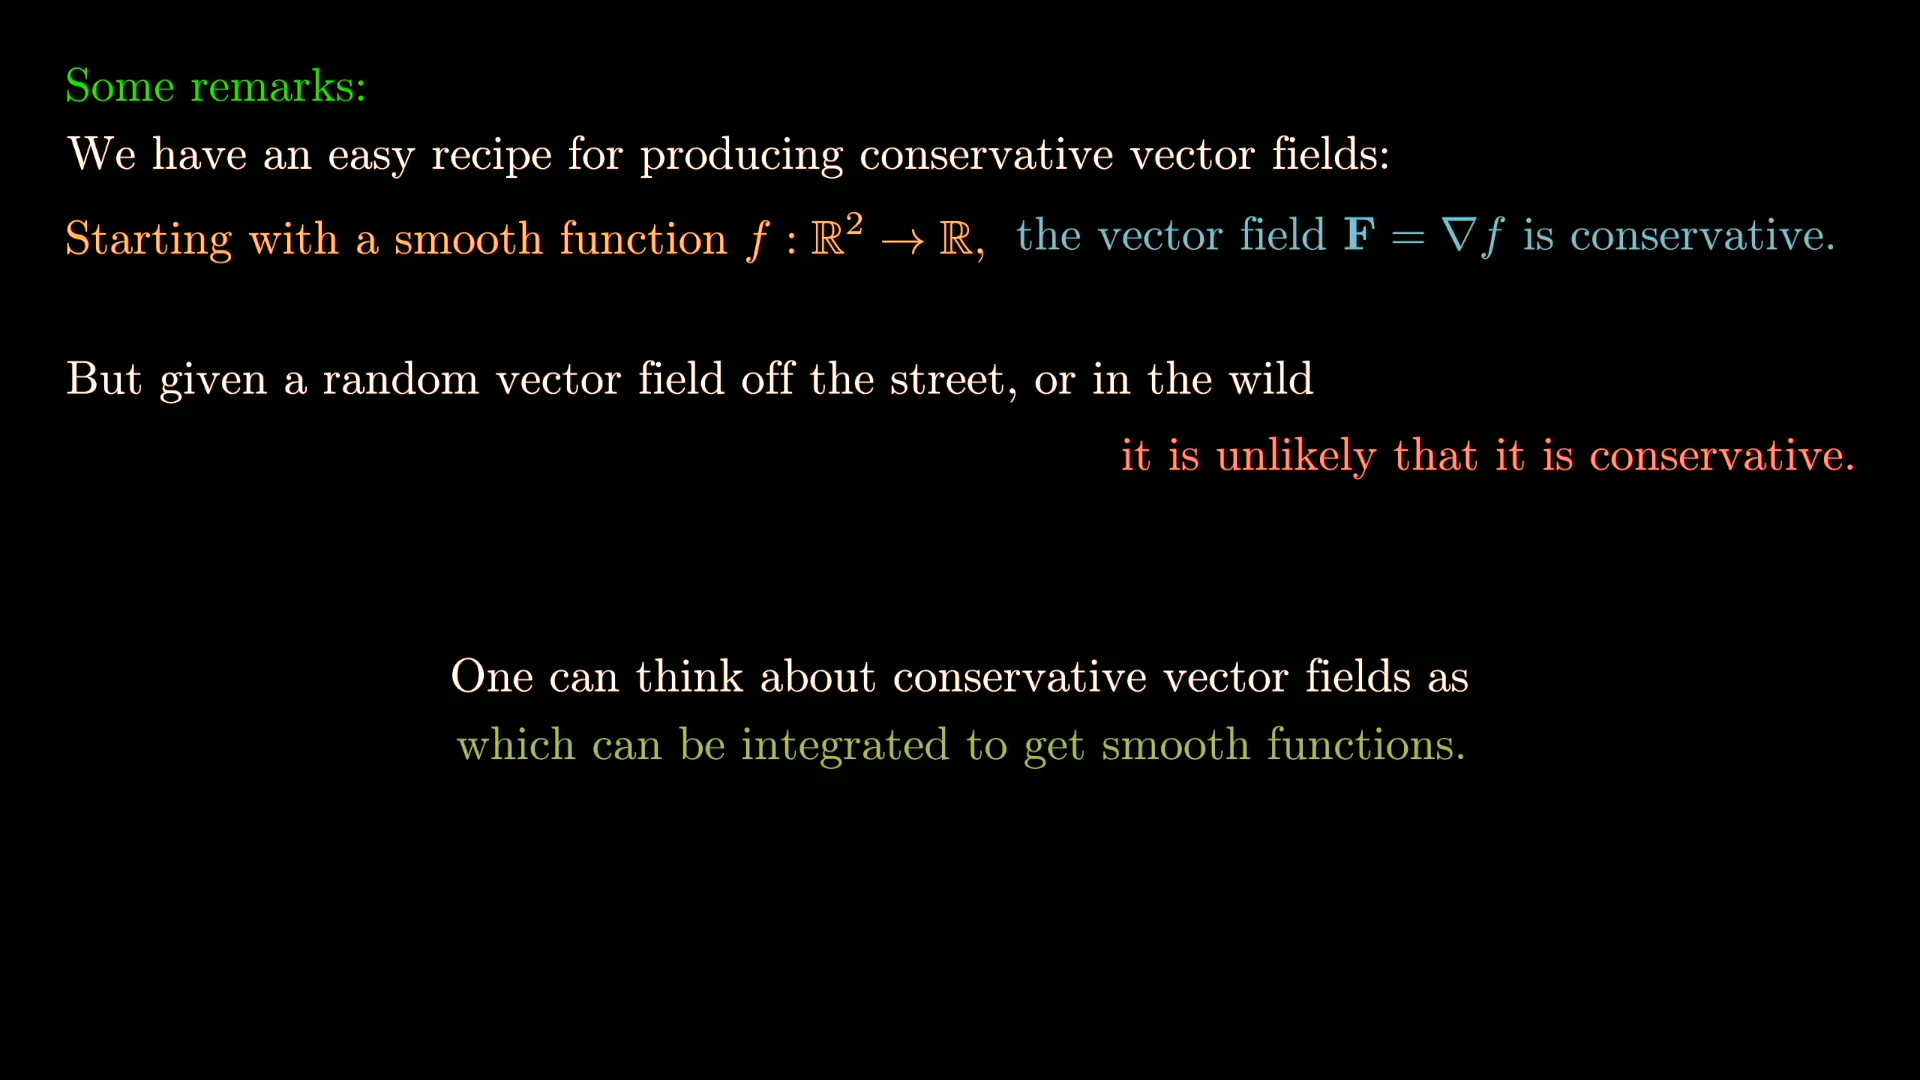 Some remarks:
We have an easy recipe for producing conservative vector fields:
Starting with a smooth function f : ℝ² → ℝ, the vector field 𝐅 = ∇f is conservative.
But given a random vector field off the street, or in the wild
it is unlikely that it is conservative.
One can think about conservative vector fields as
which can be integrated to get smooth functions.